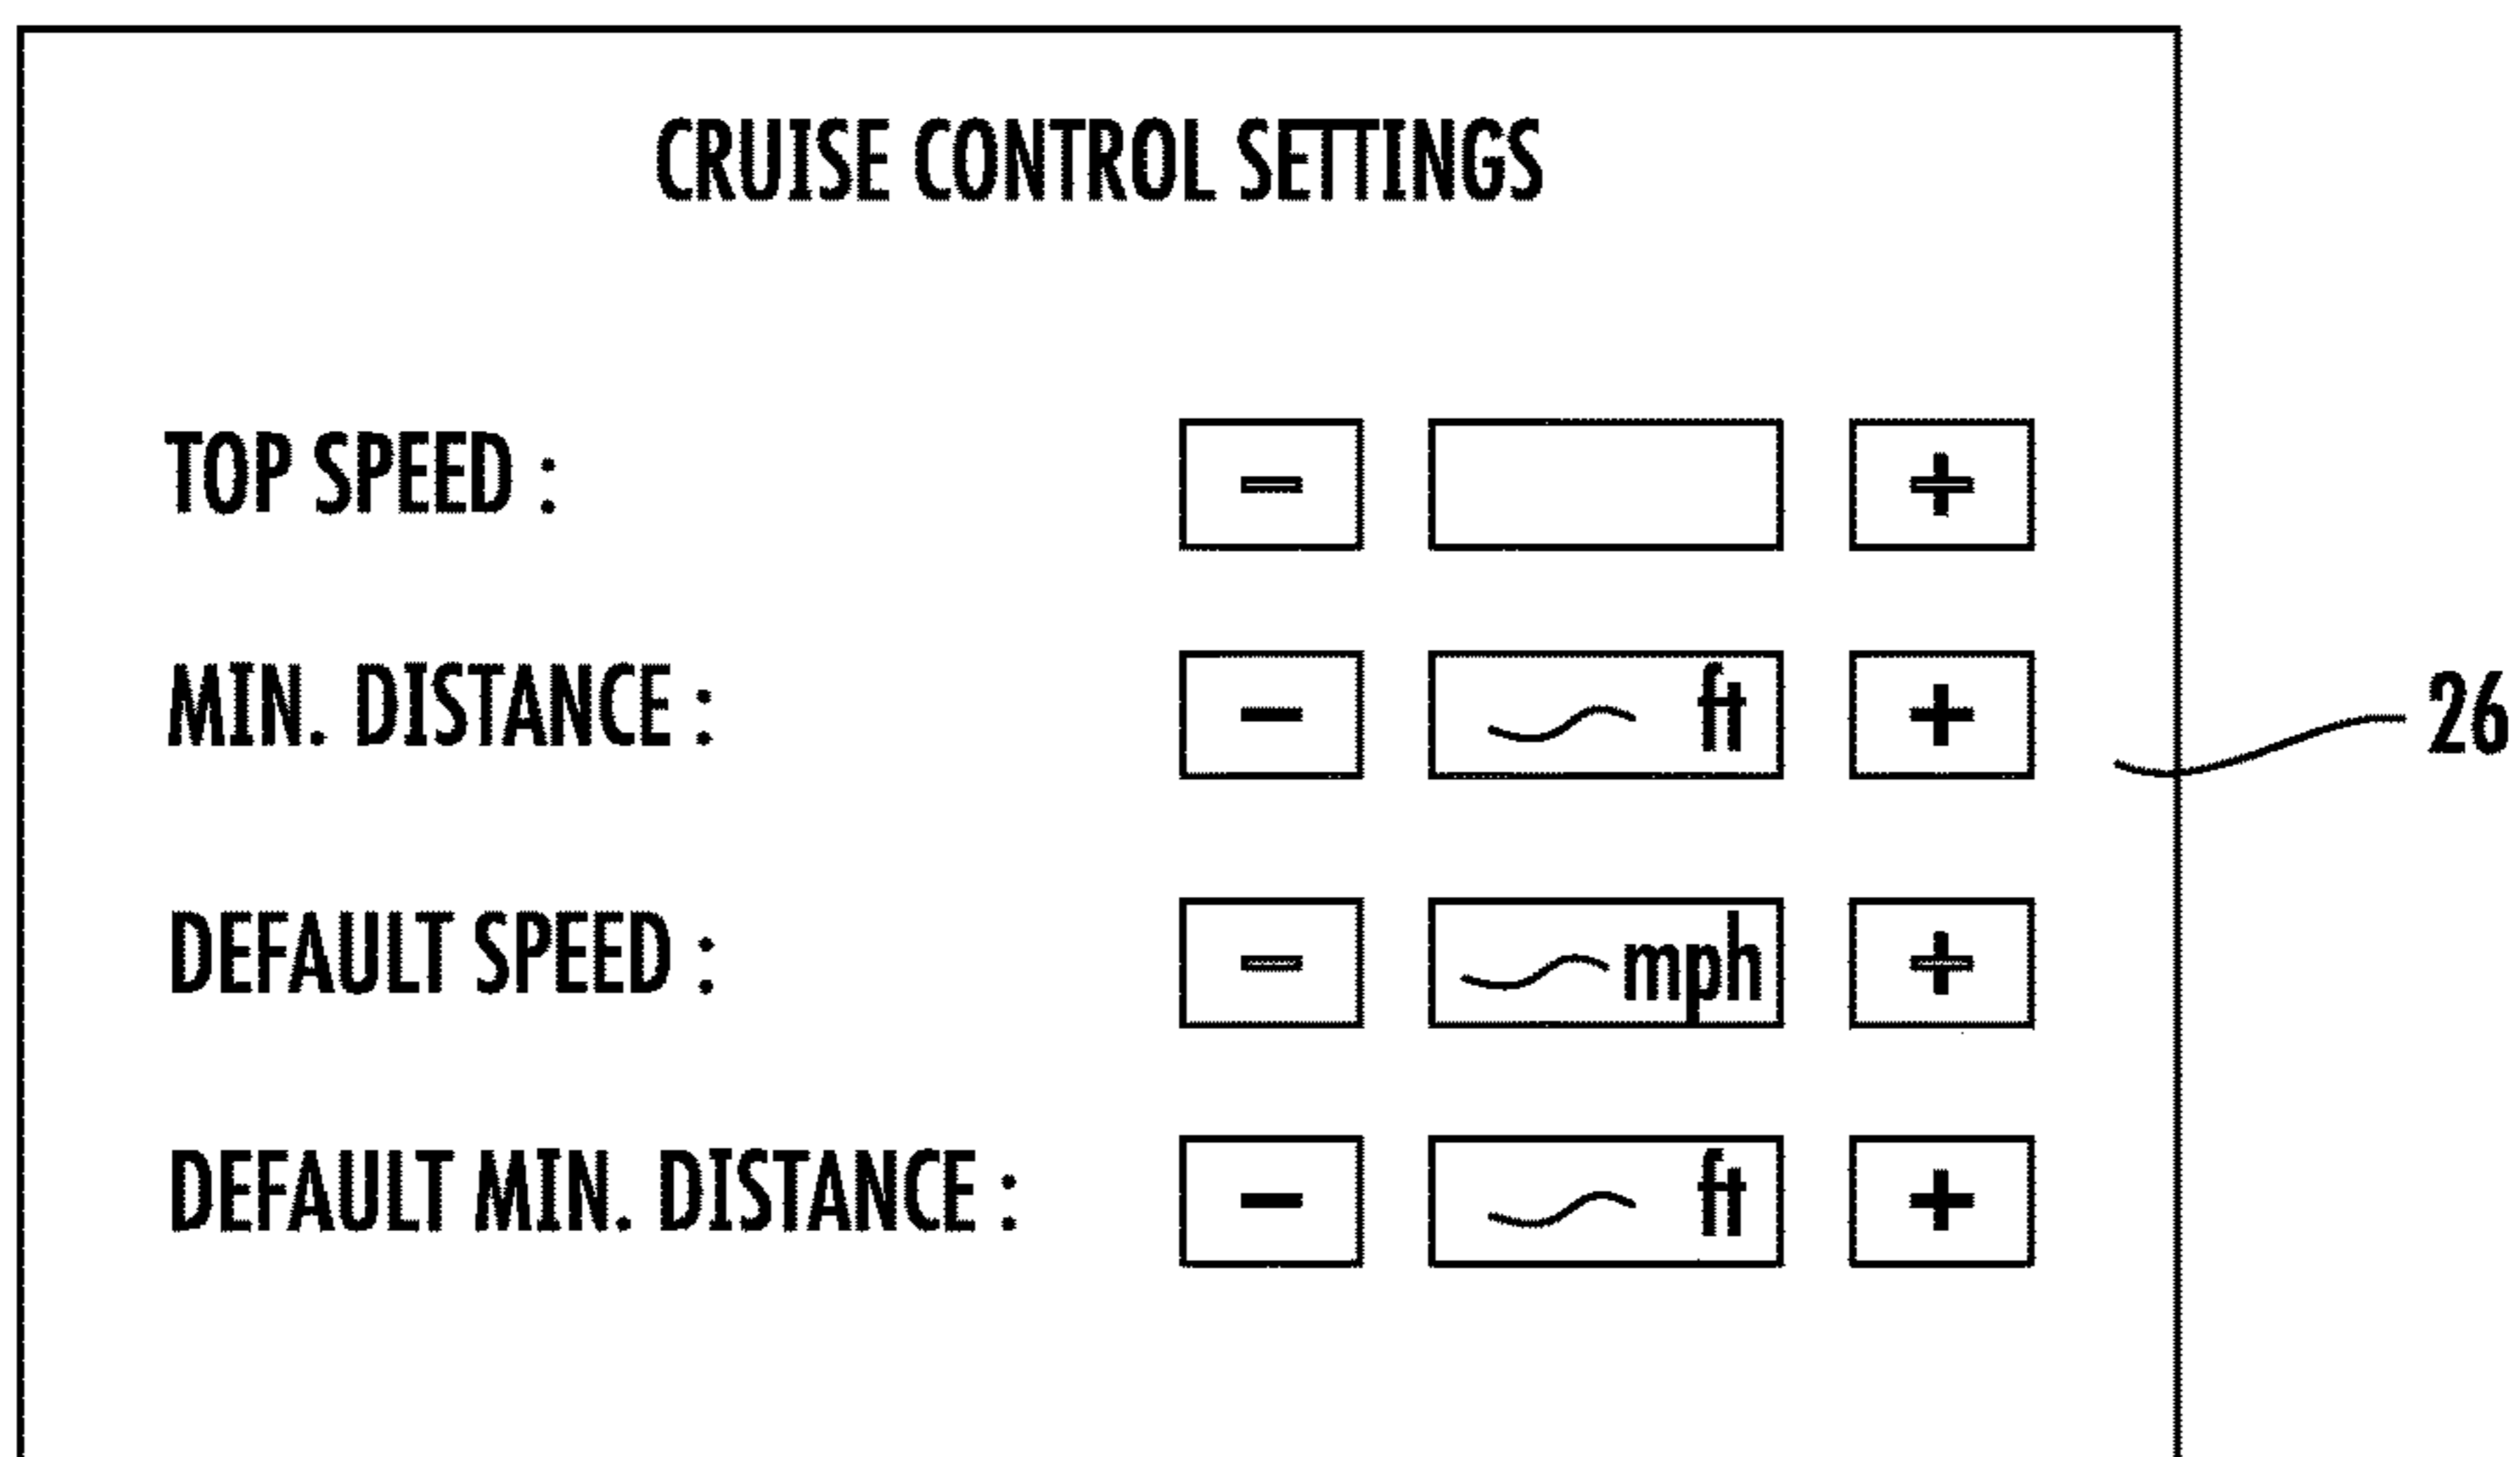 CRUISE CONTROL SETTINGS
TOP SPEED : - +
MIN. DISTANCE : - ft +
26
DEFAULT SPEED : - mph +
DEFAULT MIN. DISTANCE : - ft +